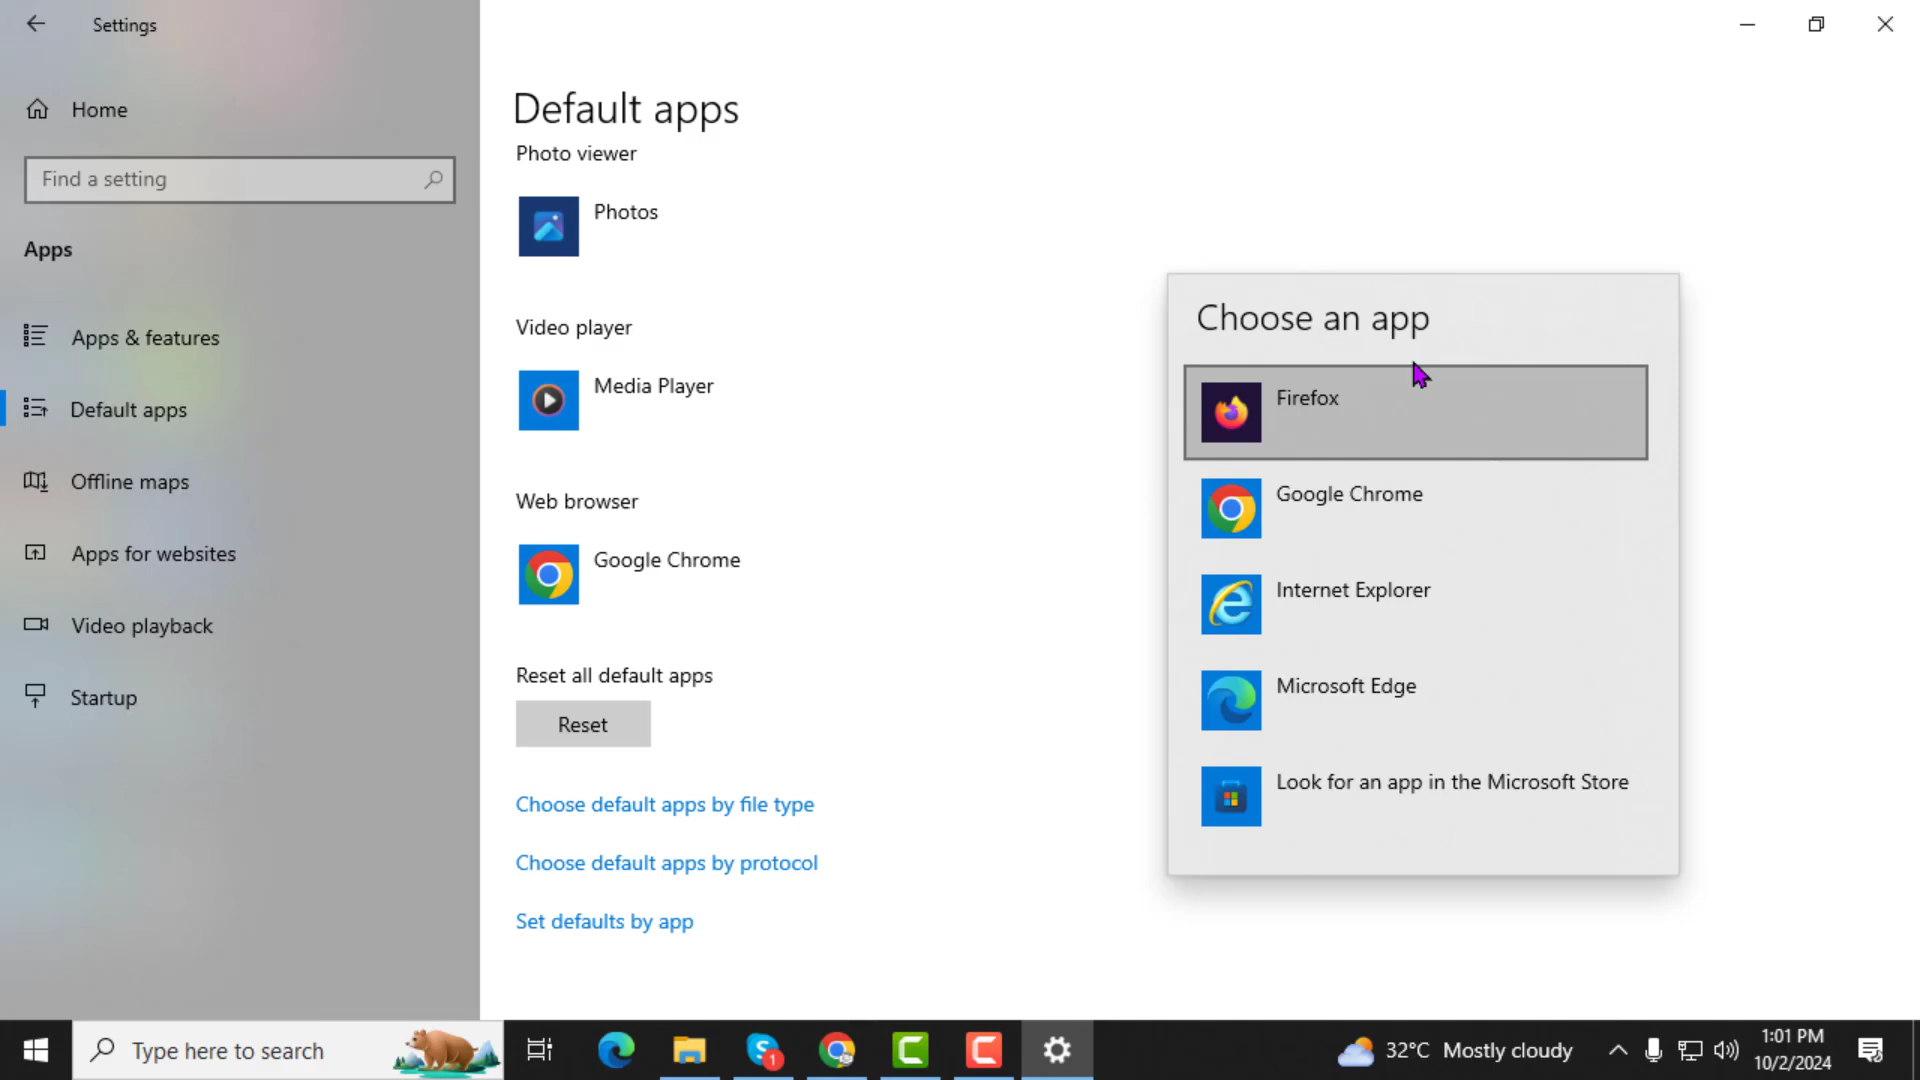 Settings
Home
Find a setting
Apps
Apps & features
Default apps
Offline maps
Apps for websites
Video playback
Startup
Default apps
Photo viewer
Photos
Video player
Media Player
Web browser
Google Chrome
Reset all default apps
Reset
Choose default apps by file type
Choose default apps by protocol
Set defaults by app
Choose an app
Firefox
Google Chrome
Internet Explorer
Microsoft Edge
Look for an app in the Microsoft Store
Type here to search
1
32°C Mostly cloudy
1:01 PM
10/2/2024